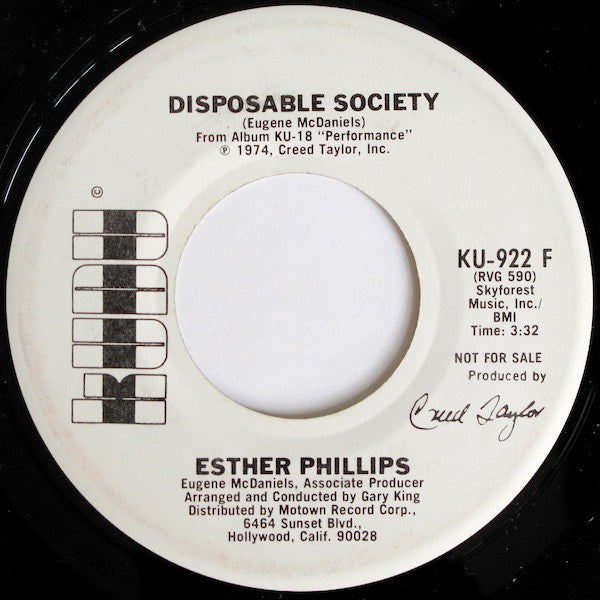 DISPOSABLE SOCIETY
(Eugene McDaniels)
From Album KU-18 "Performance"
℗ 1974, Creed Taylor, Inc.
©
KUDU
KU-922 F
(RVG 590)
Skyforest
Music, Inc./
BMI
Time: 3:32
NOT FOR SALE
Produced by
Creed Taylor
ESTHER PHILLIPS
Eugene McDaniels, Associate Producer
Arranged and Conducted by Gary King
Distributed by Motown Record Corp.,
6464 Sunset Blvd.,
Hollywood, Calif. 90028